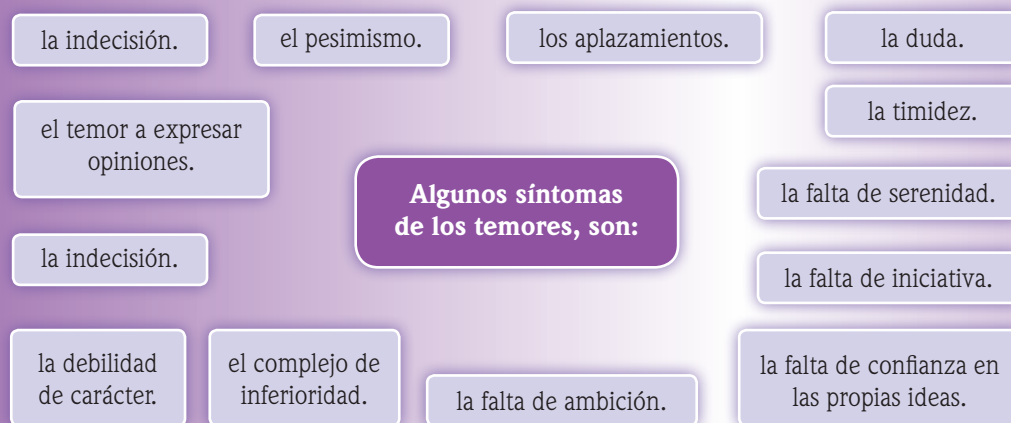 la indecisión.
el pesimismo.
los aplazamientos.
la duda.
la timidez.
el temor a expresar
opiniones.
Algunos síntomas
de los temores, son:
la falta de serenidad.
la indecisión.
la falta de iniciativa.
la debilidad
de carácter.
el complejo de
inferioridad.
la falta de ambición.
la falta de confianza en
las propias ideas.